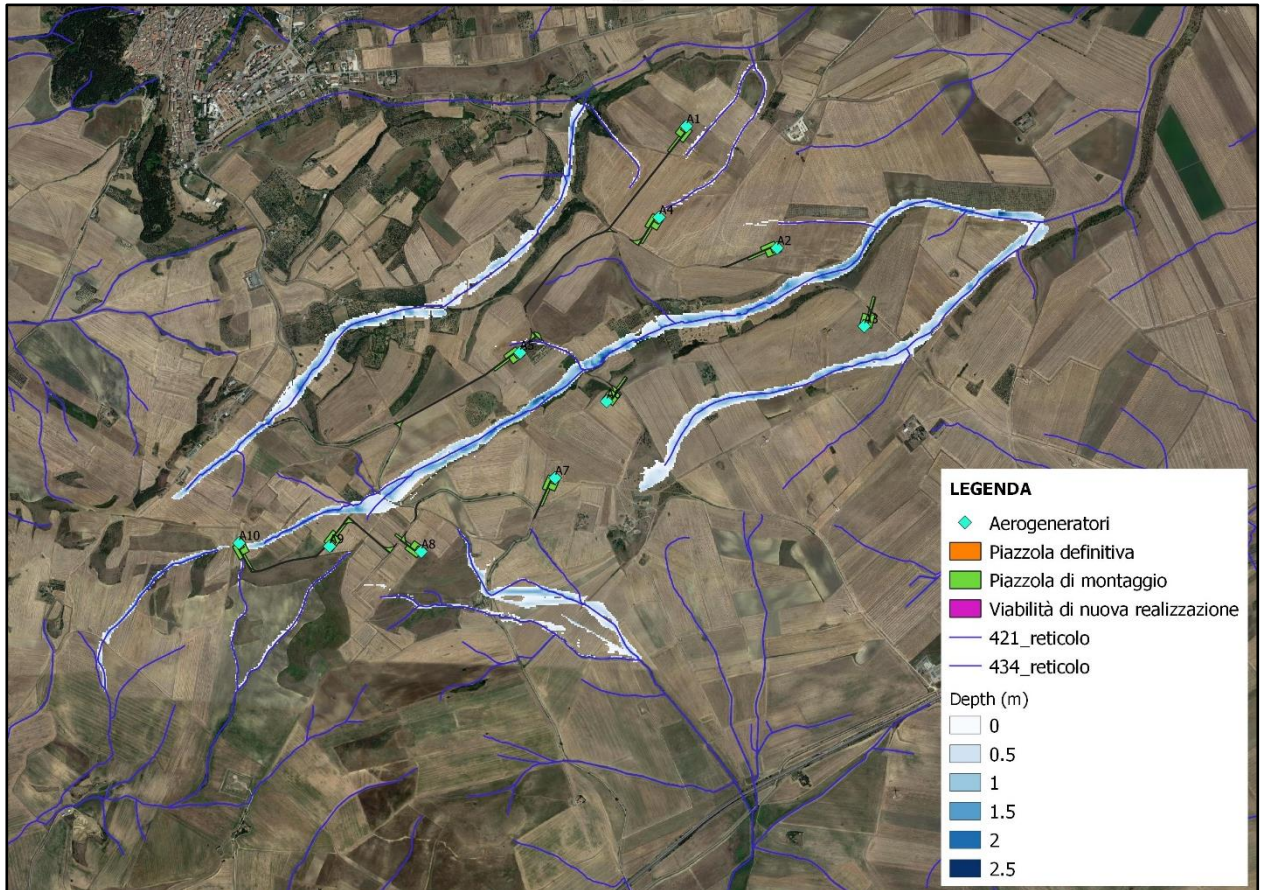 A1
A4
A2
A7
A10
A9
A8
LEGENDA
Aerogeneratori
Piazzola definitiva
Piazzola di montaggio
Viabilità di nuova realizzazione
421_reticolo
434_reticolo
Depth (m)
0
0.5
1
1.5
2
2.5